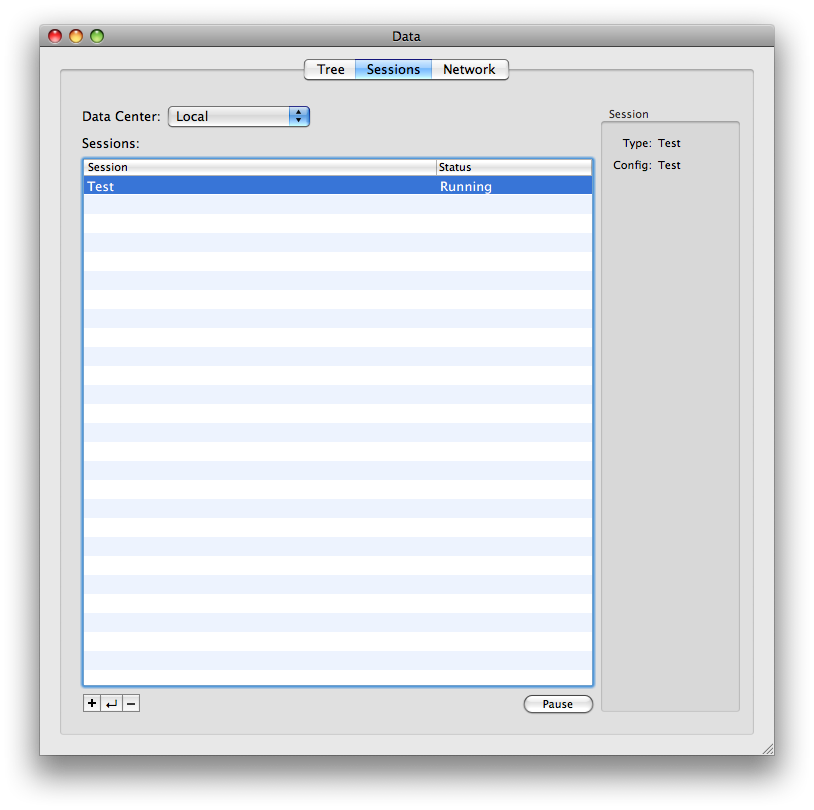 Data
Tree Sessions Network
Data Center: Local
Sessions:
Session Status
Test Running
Pause
Session
Type: Test
Config: Test